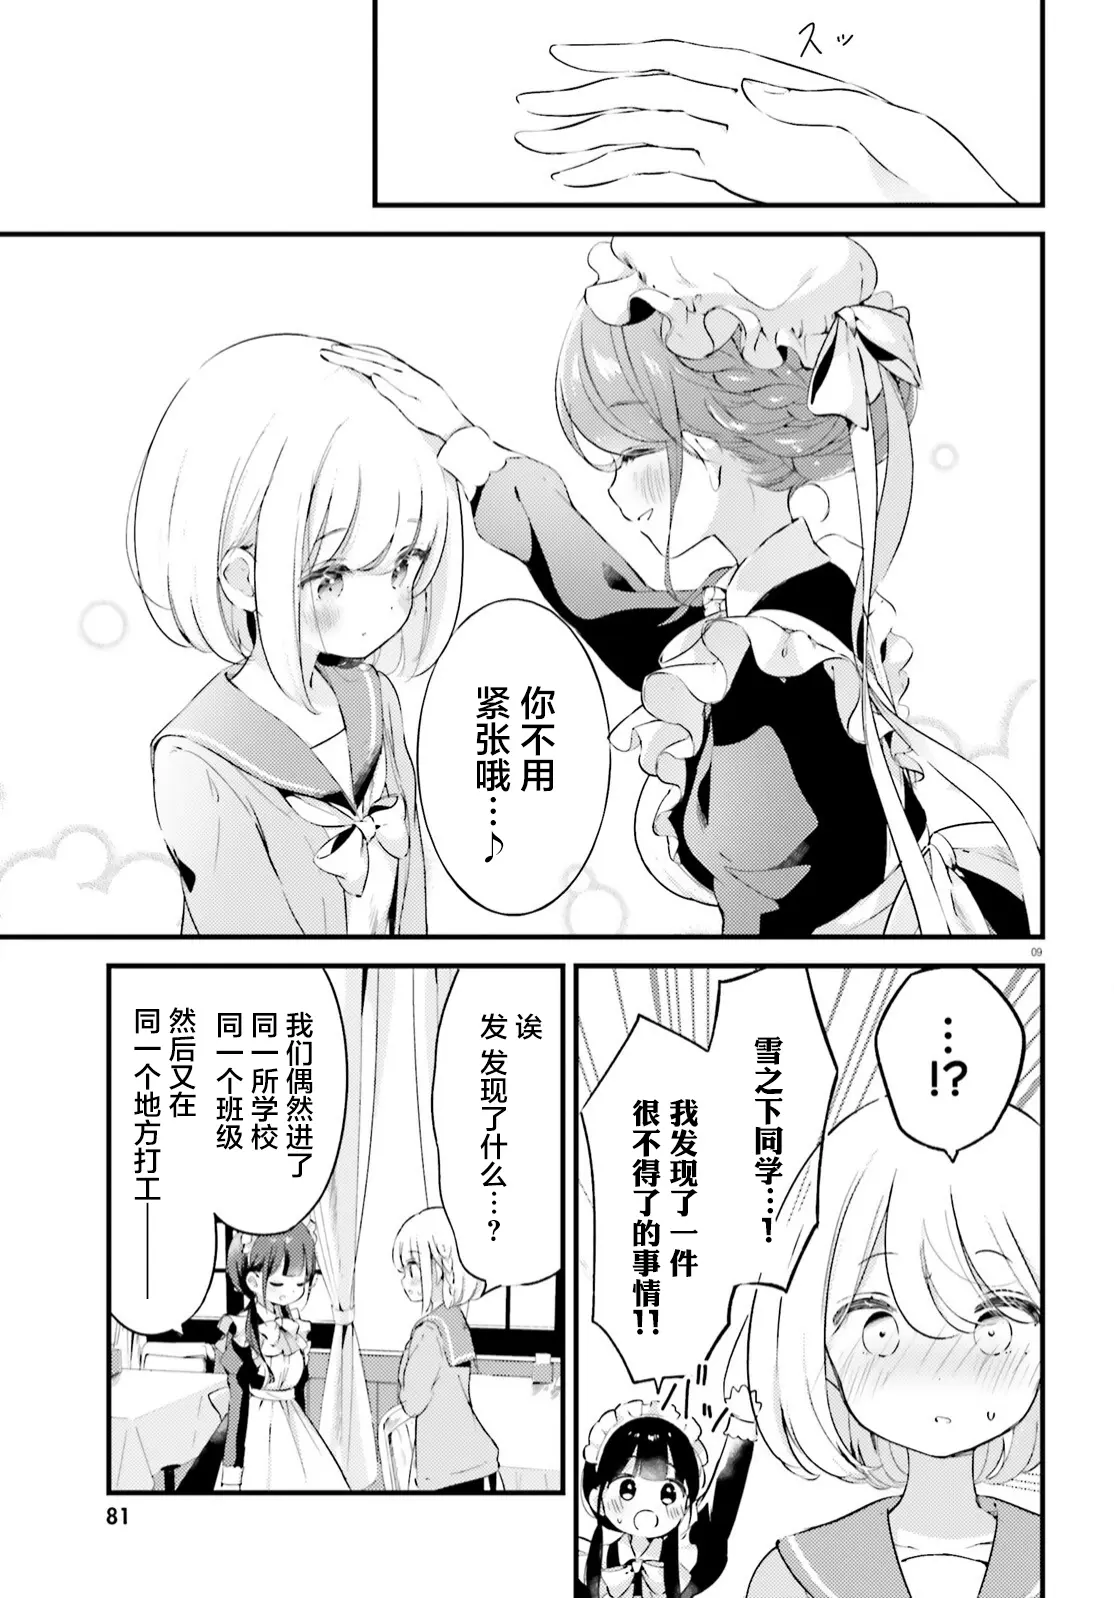 スッ
你不用
紧张哦…♪
09
…!?
雪之下同学…!
我发现了一件
很不得了的事情!!
诶
发 发现了什么…?
我们偶然进了
同一所学校
同一个班级
然后又在
同一个地方打工——
81